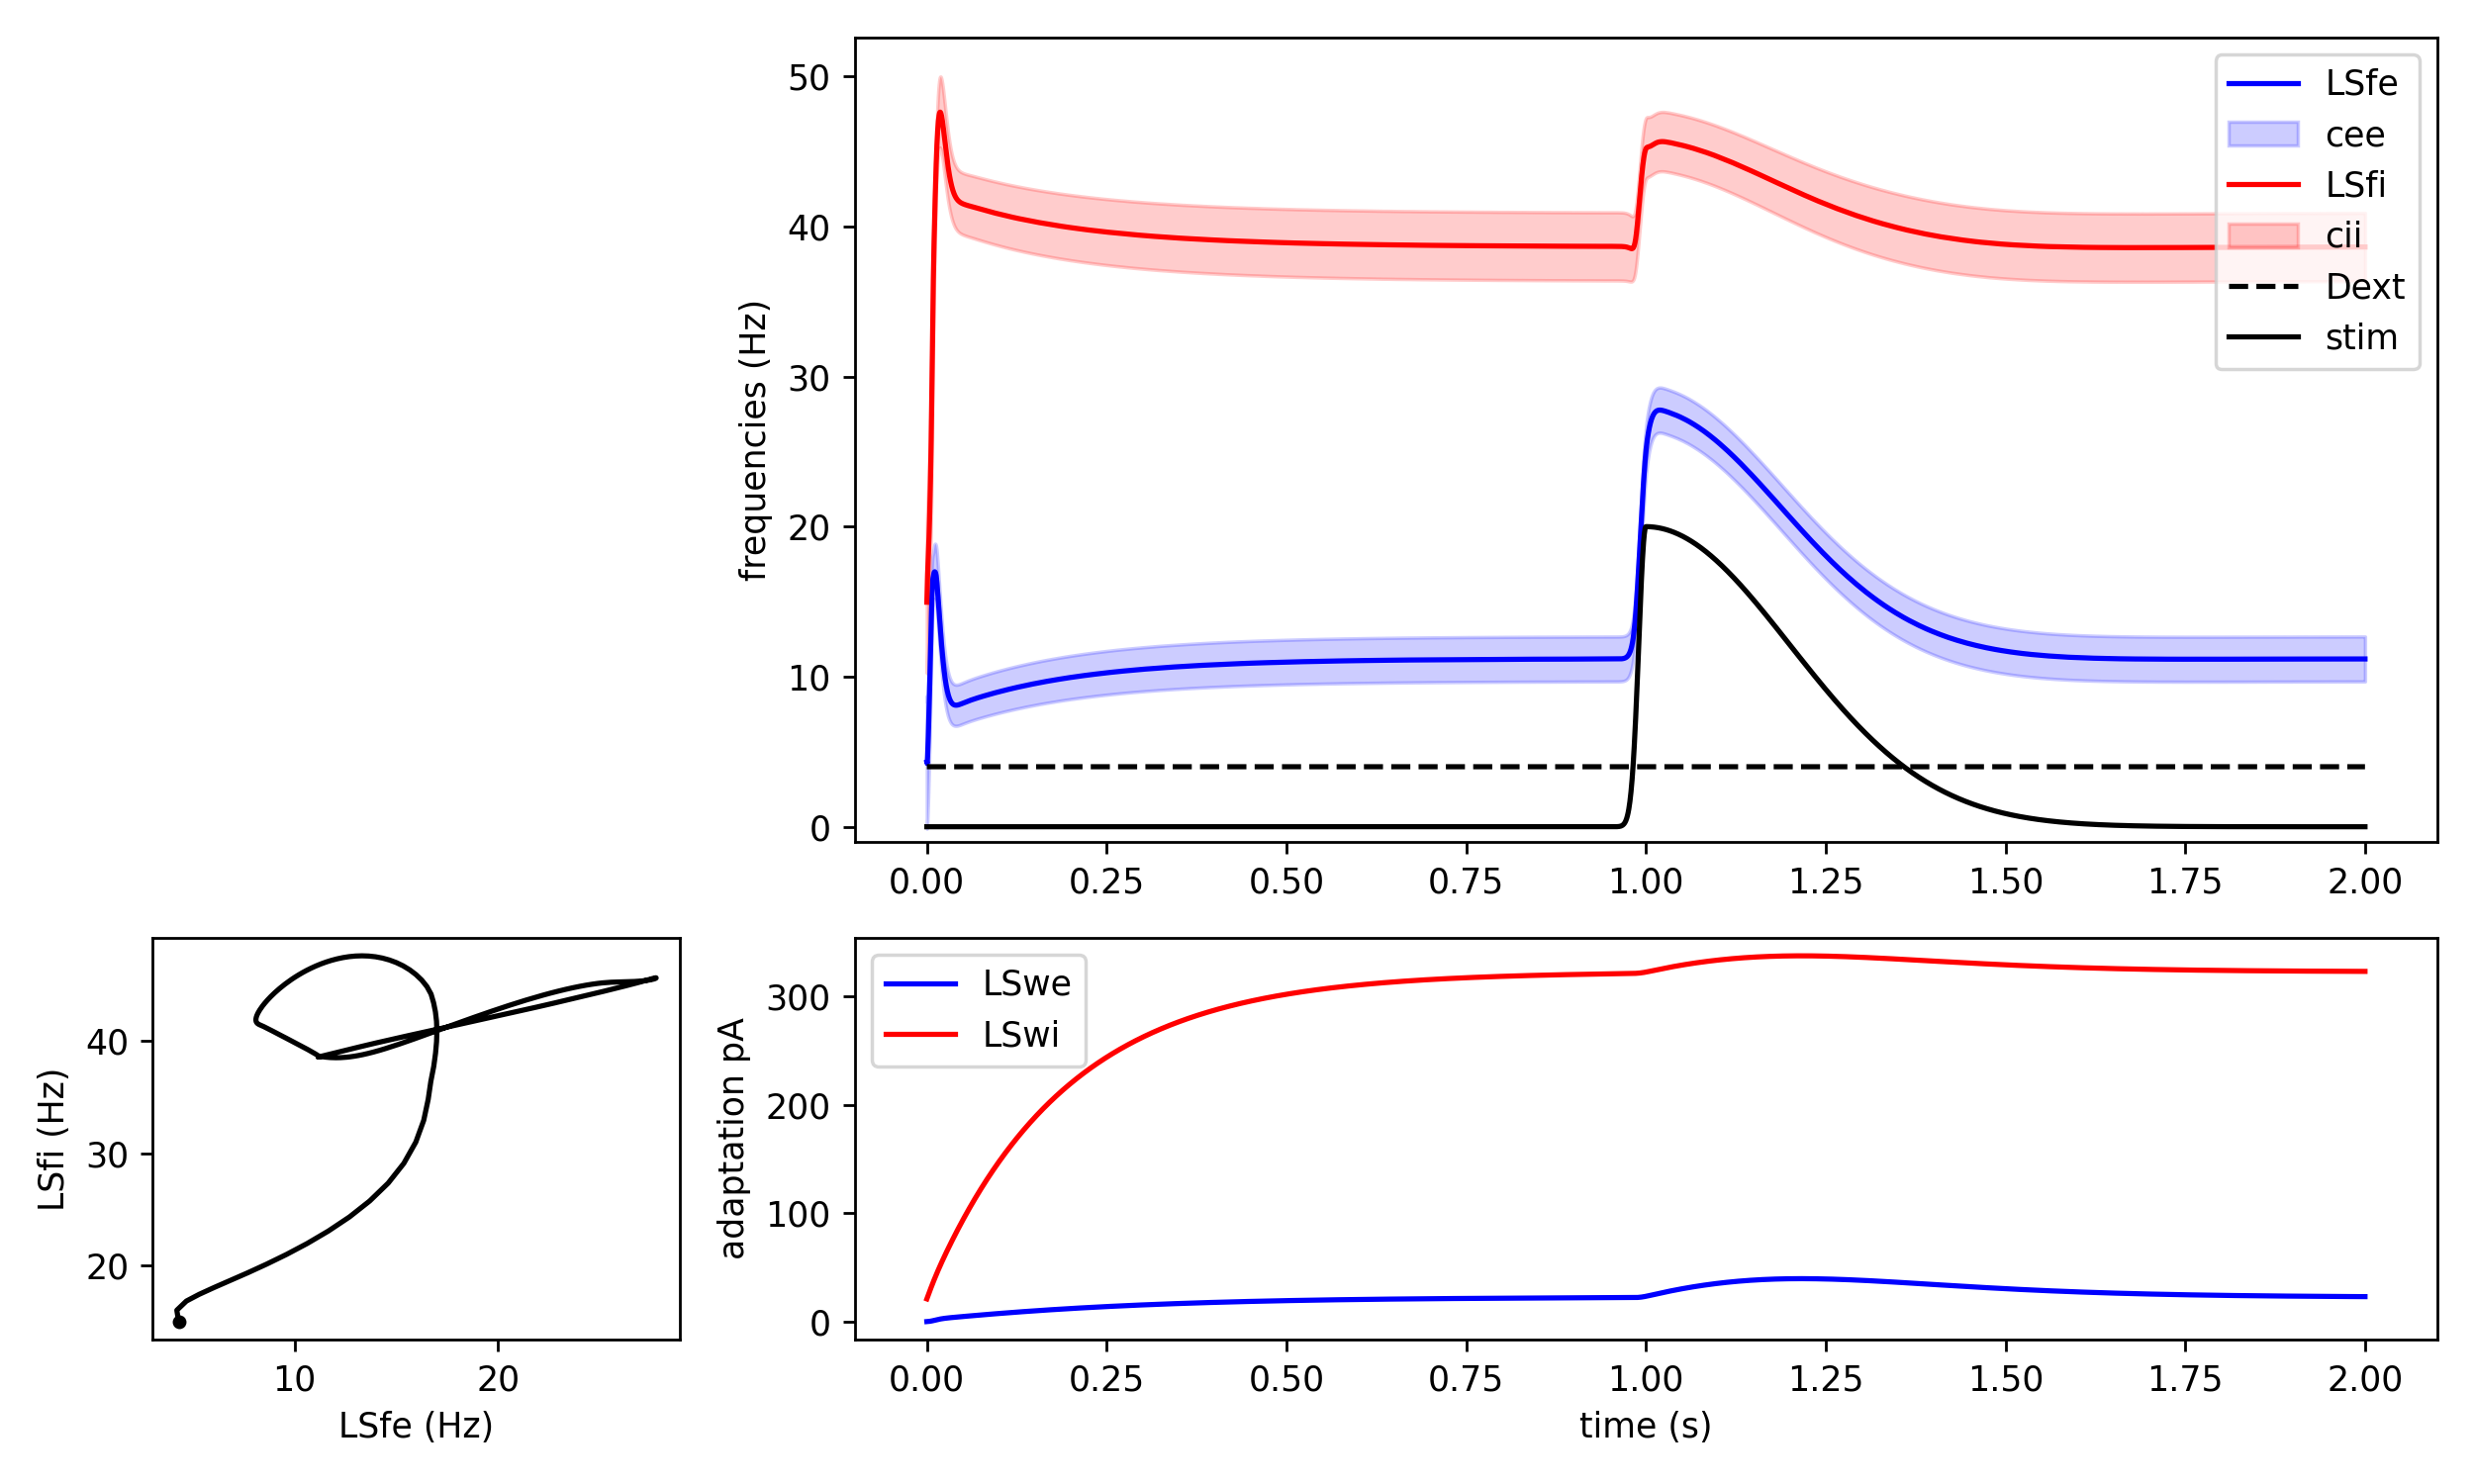 frequencies (Hz)
50
40
30
20
10
0
LSfe
cee
LSfi
cii
Dext
stim
0.00 0.25 0.50 0.75 1.00 1.25 1.50 1.75 2.00
LSfi (Hz)
40
30
20
10 20
LSfe (Hz)
adaptation pA
300
200
100
0
LSwe
LSwi
0.00 0.25 0.50 0.75 1.00 1.25 1.50 1.75 2.00
time (s)